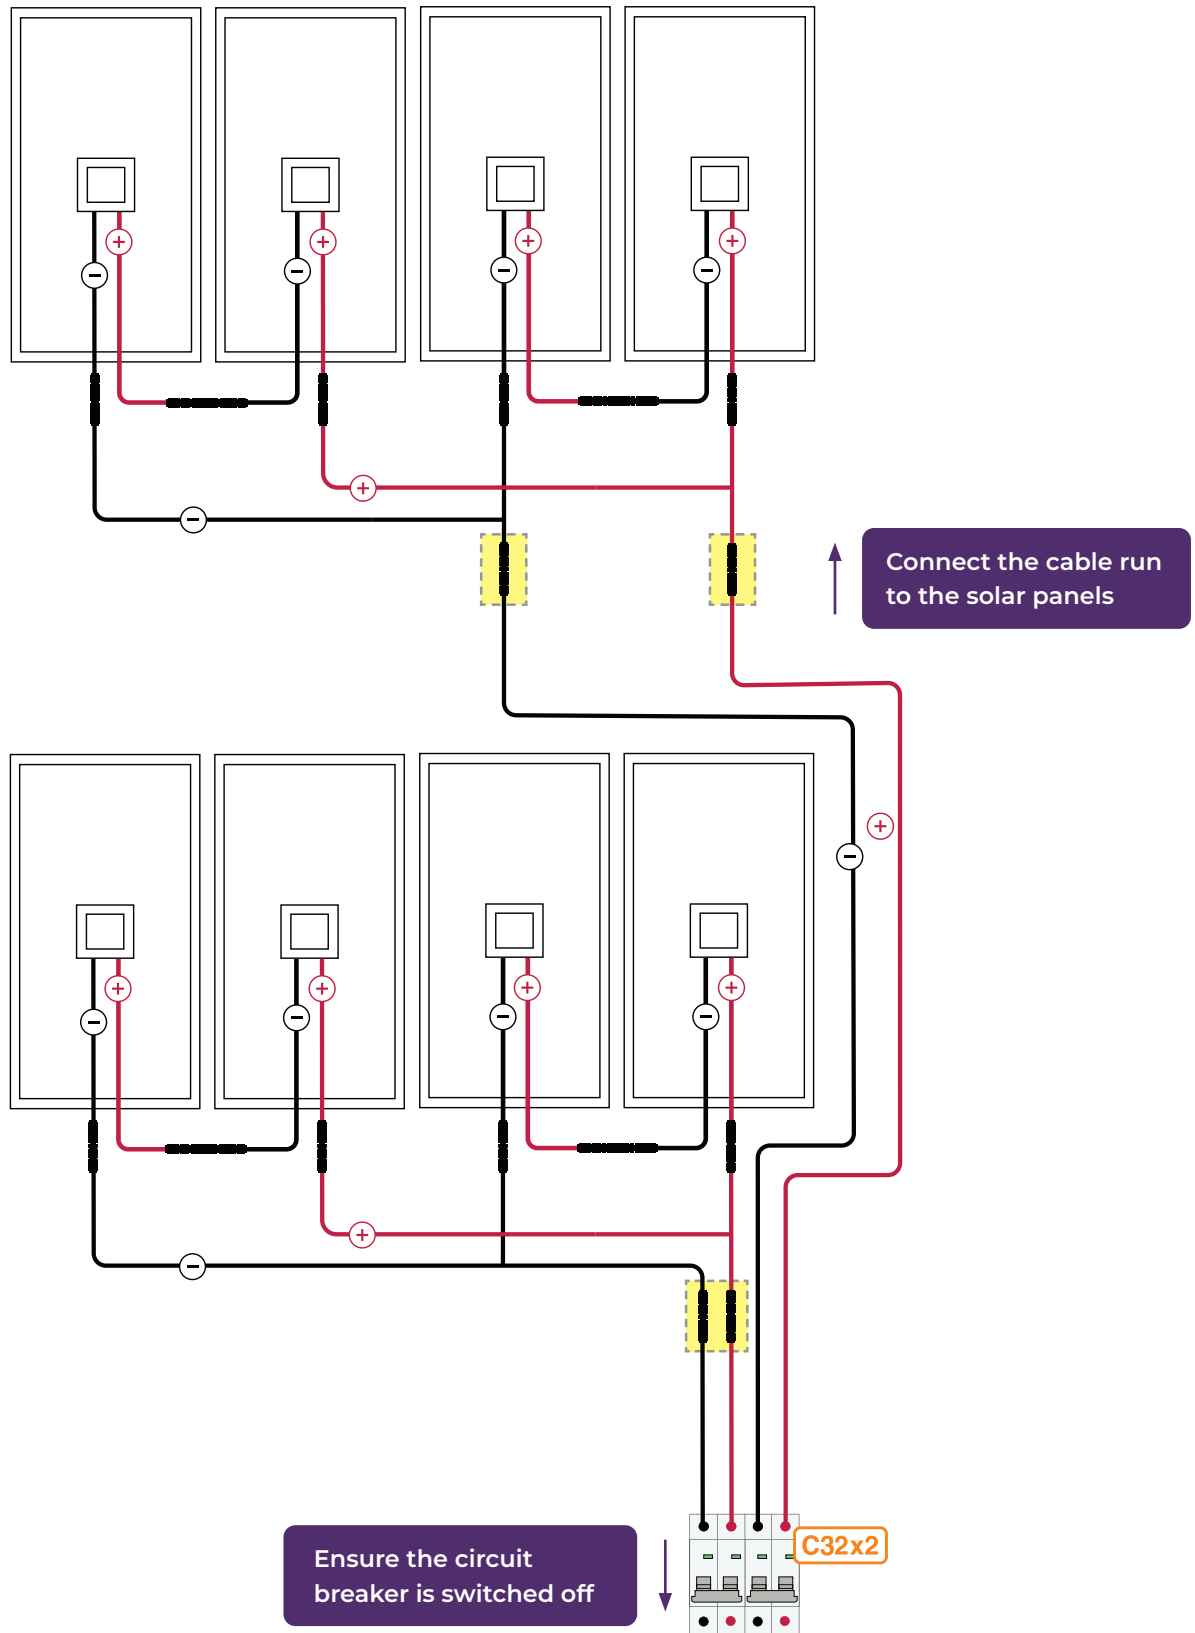 Connect the cable run
to the solar panels
Ensure the circuit
breaker is switched off
C32x2